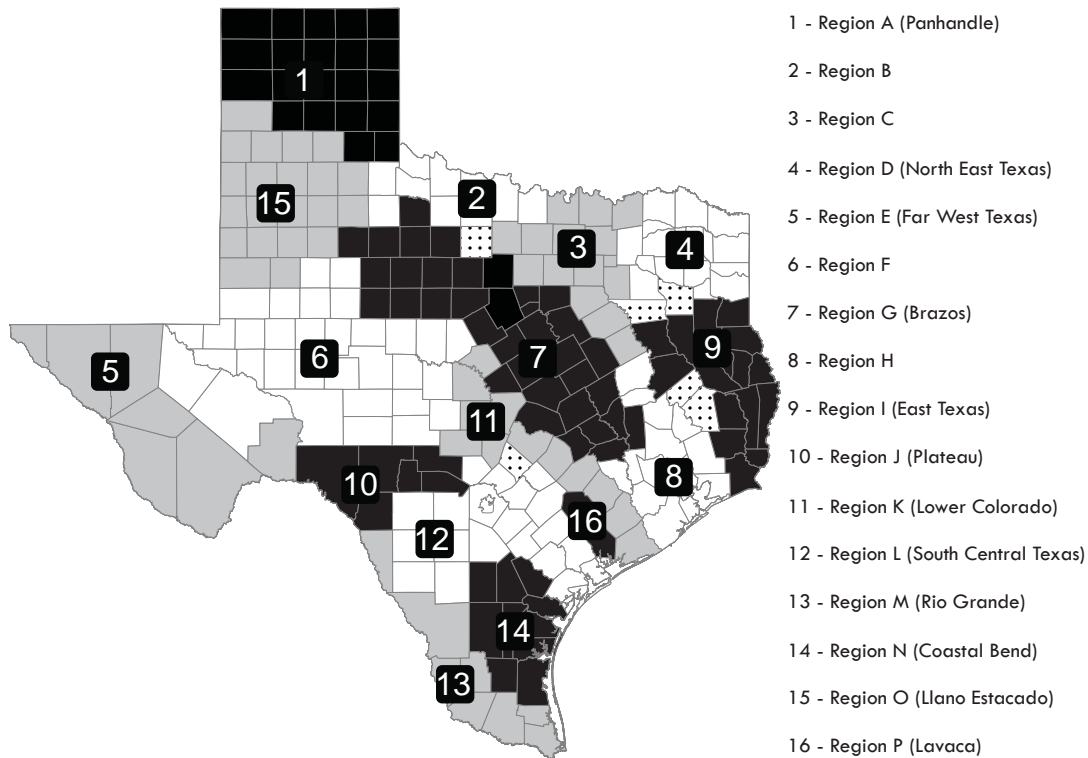 1 - Region A (Panhandle)
2 - Region B
3 - Region C
4 - Region D (North East Texas)
5 - Region E (Far West Texas)
6 - Region F
7 - Region G (Brazos)
8 - Region H
9 - Region I (East Texas)
10 - Region J (Plateau)
11 - Region K (Lower Colorado)
12 - Region L (South Central Texas)
13 - Region M (Rio Grande)
14 - Region N (Coastal Bend)
15 - Region O (Llano Estacado)
16 - Region P (Lavaca)
1
2
15
3
4
5
6
7
9
11
8
10
16
12
14
13